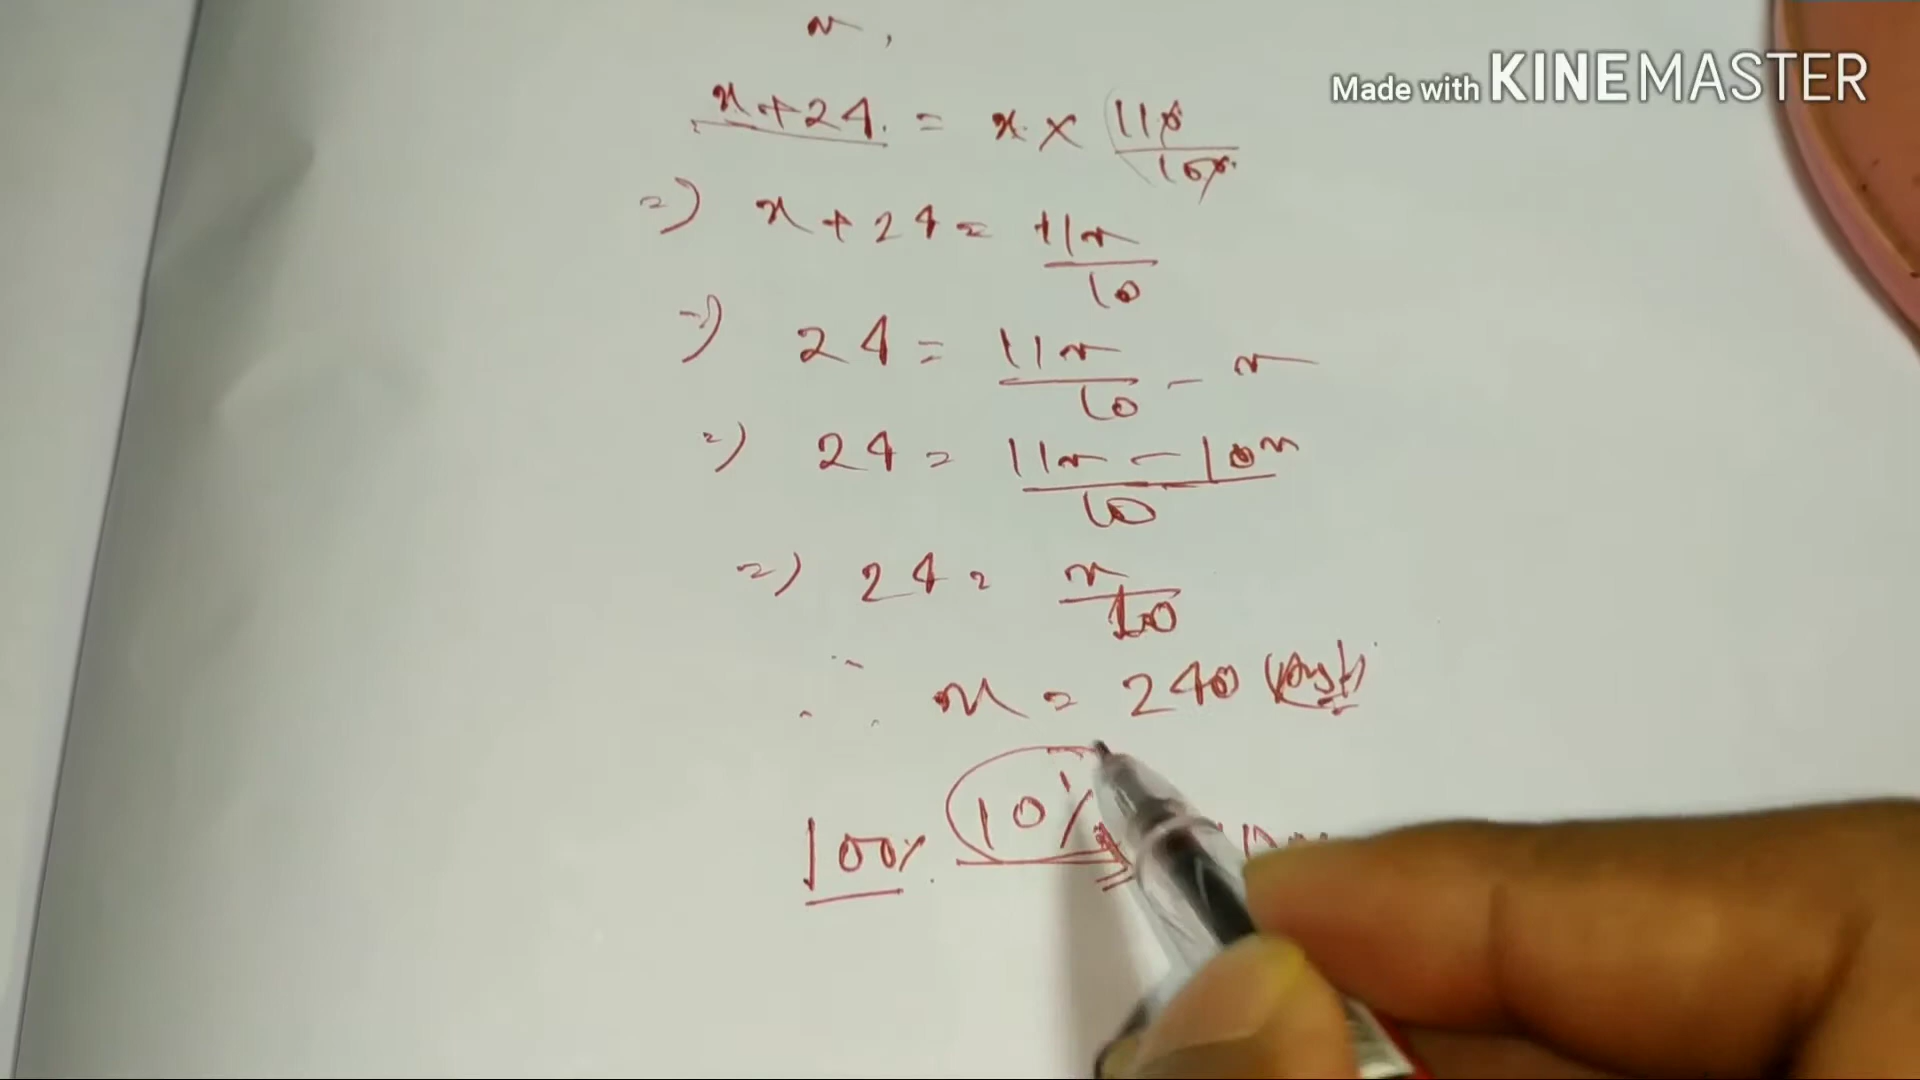 x,
Made with KINEMASTER
x+24. = x × 110/100
=) x+24 = 11x/10
=) 24 = 11x/10 - x
=) 24 = 11x - 10x/10
=) 24 = x/10
∴ x = 240 (Ans)
10%
100%